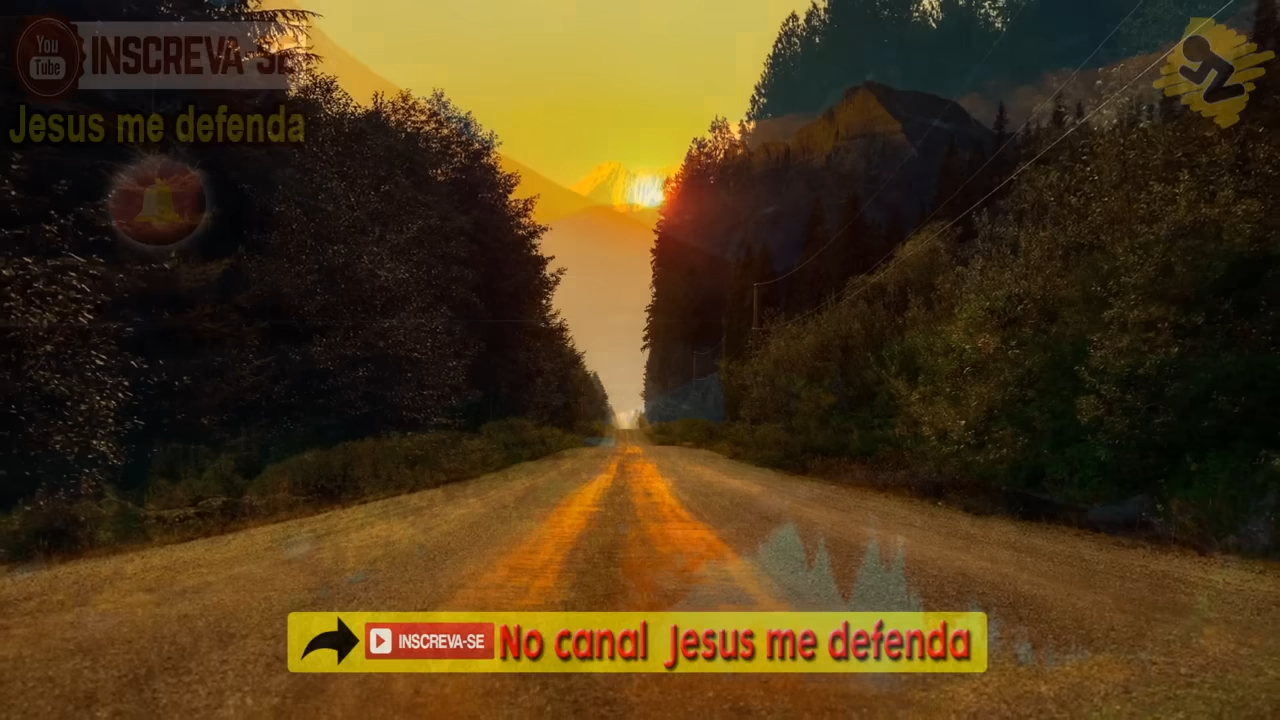 You
Tube
INSCREVA-SE
Jesus me defenda
INSCREVA-SE No canal Jesus me defenda